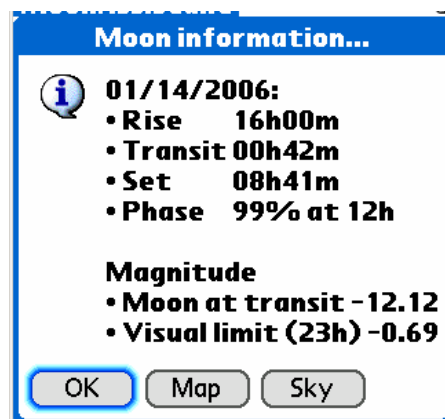 Moon information...
01/14/2006:
• Rise 16h00m
• Transit 00h42m
• Set 08h41m
• Phase 99% at 12h
Magnitude
• Moon at transit -12.12
• Visual limit (23h) -0.69
OK Map Sky